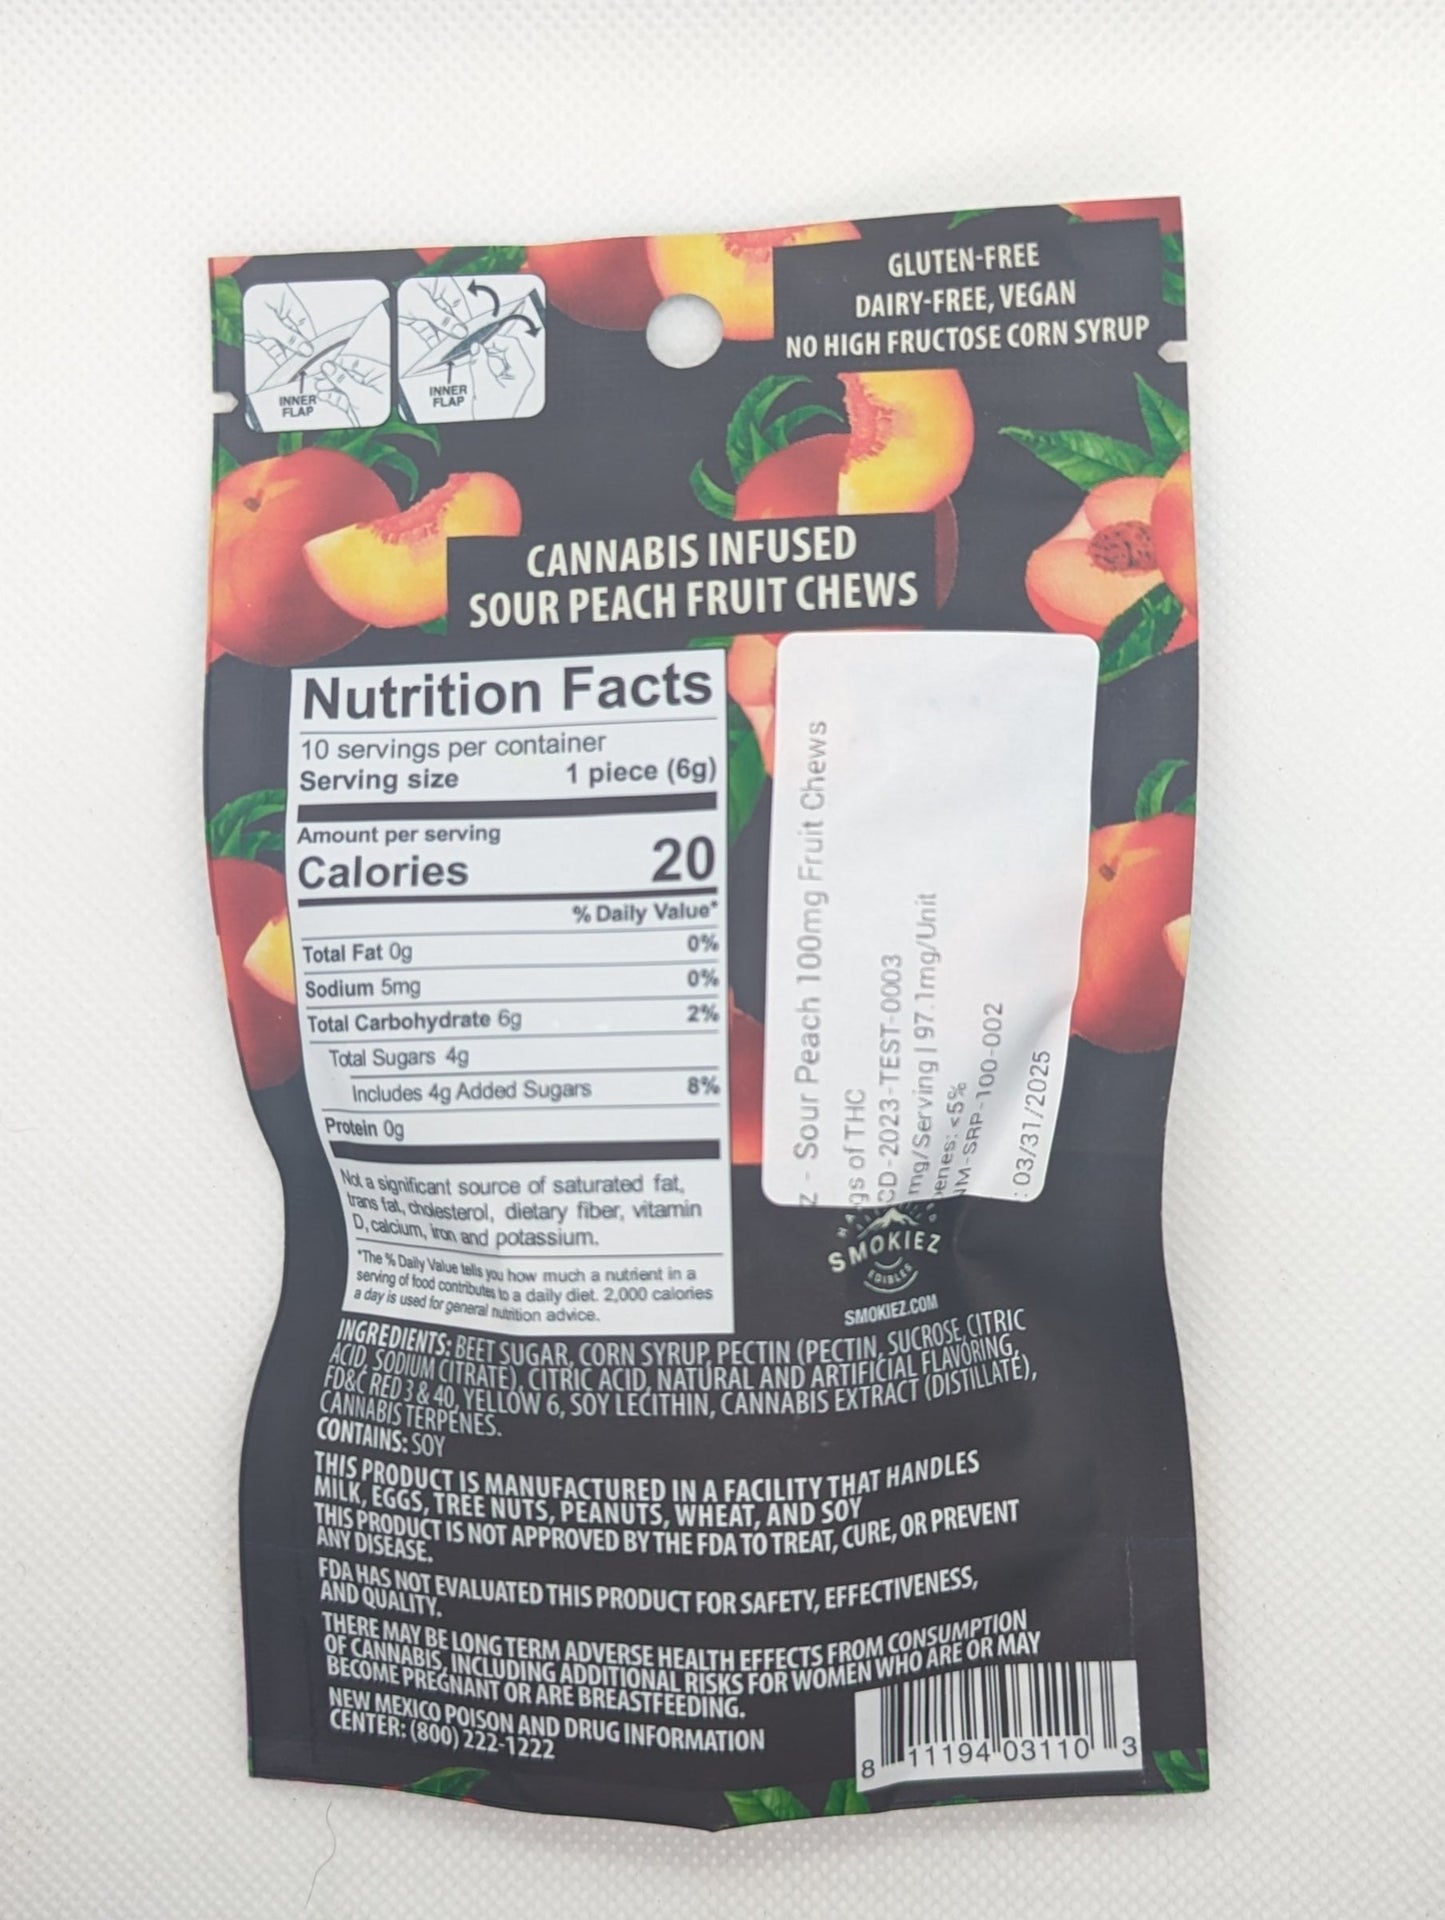 GLUTEN-FREE
DAIRY-FREE, VEGAN
NO HIGH FRUCTOSE CORN SYRUP
INNER
FLAP
INNER
FLAP
CANNABIS INFUSED
SOUR PEACH FRUIT CHEWS
Nutrition Facts
10 servings per container
Serving size 1 piece (6g)
Amount per serving
Calories 20
% Daily Value*
Total Fat 0g 0%
Sodium 5mg 0%
Total Carbohydrate 6g 2%
Total Sugars 4g
Includes 4g Added Sugars 8%
Protein 0g
Not a significant source of saturated fat,
trans fat, cholesterol, dietary fiber, vitamin
D, calcium, iron and potassium.
*The % Daily Value tells you how much a nutrient in a
serving of food contributes to a daily diet. 2,000 calories
a day is used for general nutrition advice.
z - Sour Peach 100mg Fruit Chews
gs of THC
CD-2023-TEST-0003
mg/Serving | 97.1mg/Unit
enes: <5%
NM-SRP-100-002
: 03/31/2025
SMOKIEZ
EDIBLES
SMOKIEZ.COM
INGREDIENTS: BEET SUGAR, CORN SYRUP, PECTIN (PECTIN, SUCROSE, CITRIC
ACID, SODIUM CITRATE), CITRIC ACID, NATURAL AND ARTIFICIAL FLAVORING,
FD&C RED 3 & 40, YELLOW 6, SOY LECITHIN, CANNABIS EXTRACT (DISTILLATE),
CANNABIS TERPENES.
CONTAINS: SOY
THIS PRODUCT IS MANUFACTURED IN A FACILITY THAT HANDLES
MILK, EGGS, TREE NUTS, PEANUTS, WHEAT, AND SOY
THIS PRODUCT IS NOT APPROVED BY THE FDA TO TREAT, CURE, OR PREVENT
ANY DISEASE.
FDA HAS NOT EVALUATED THIS PRODUCT FOR SAFETY, EFFECTIVENESS,
AND QUALITY.
THERE MAY BE LONG TERM ADVERSE HEALTH EFFECTS FROM CONSUMPTION
OF CANNABIS, INCLUDING ADDITIONAL RISKS FOR WOMEN WHO ARE OR MAY
BECOME PREGNANT OR ARE BREASTFEEDING.
NEW MEXICO POISON AND DRUG INFORMATION
CENTER: (800) 222-1222
8 11194 03110 3